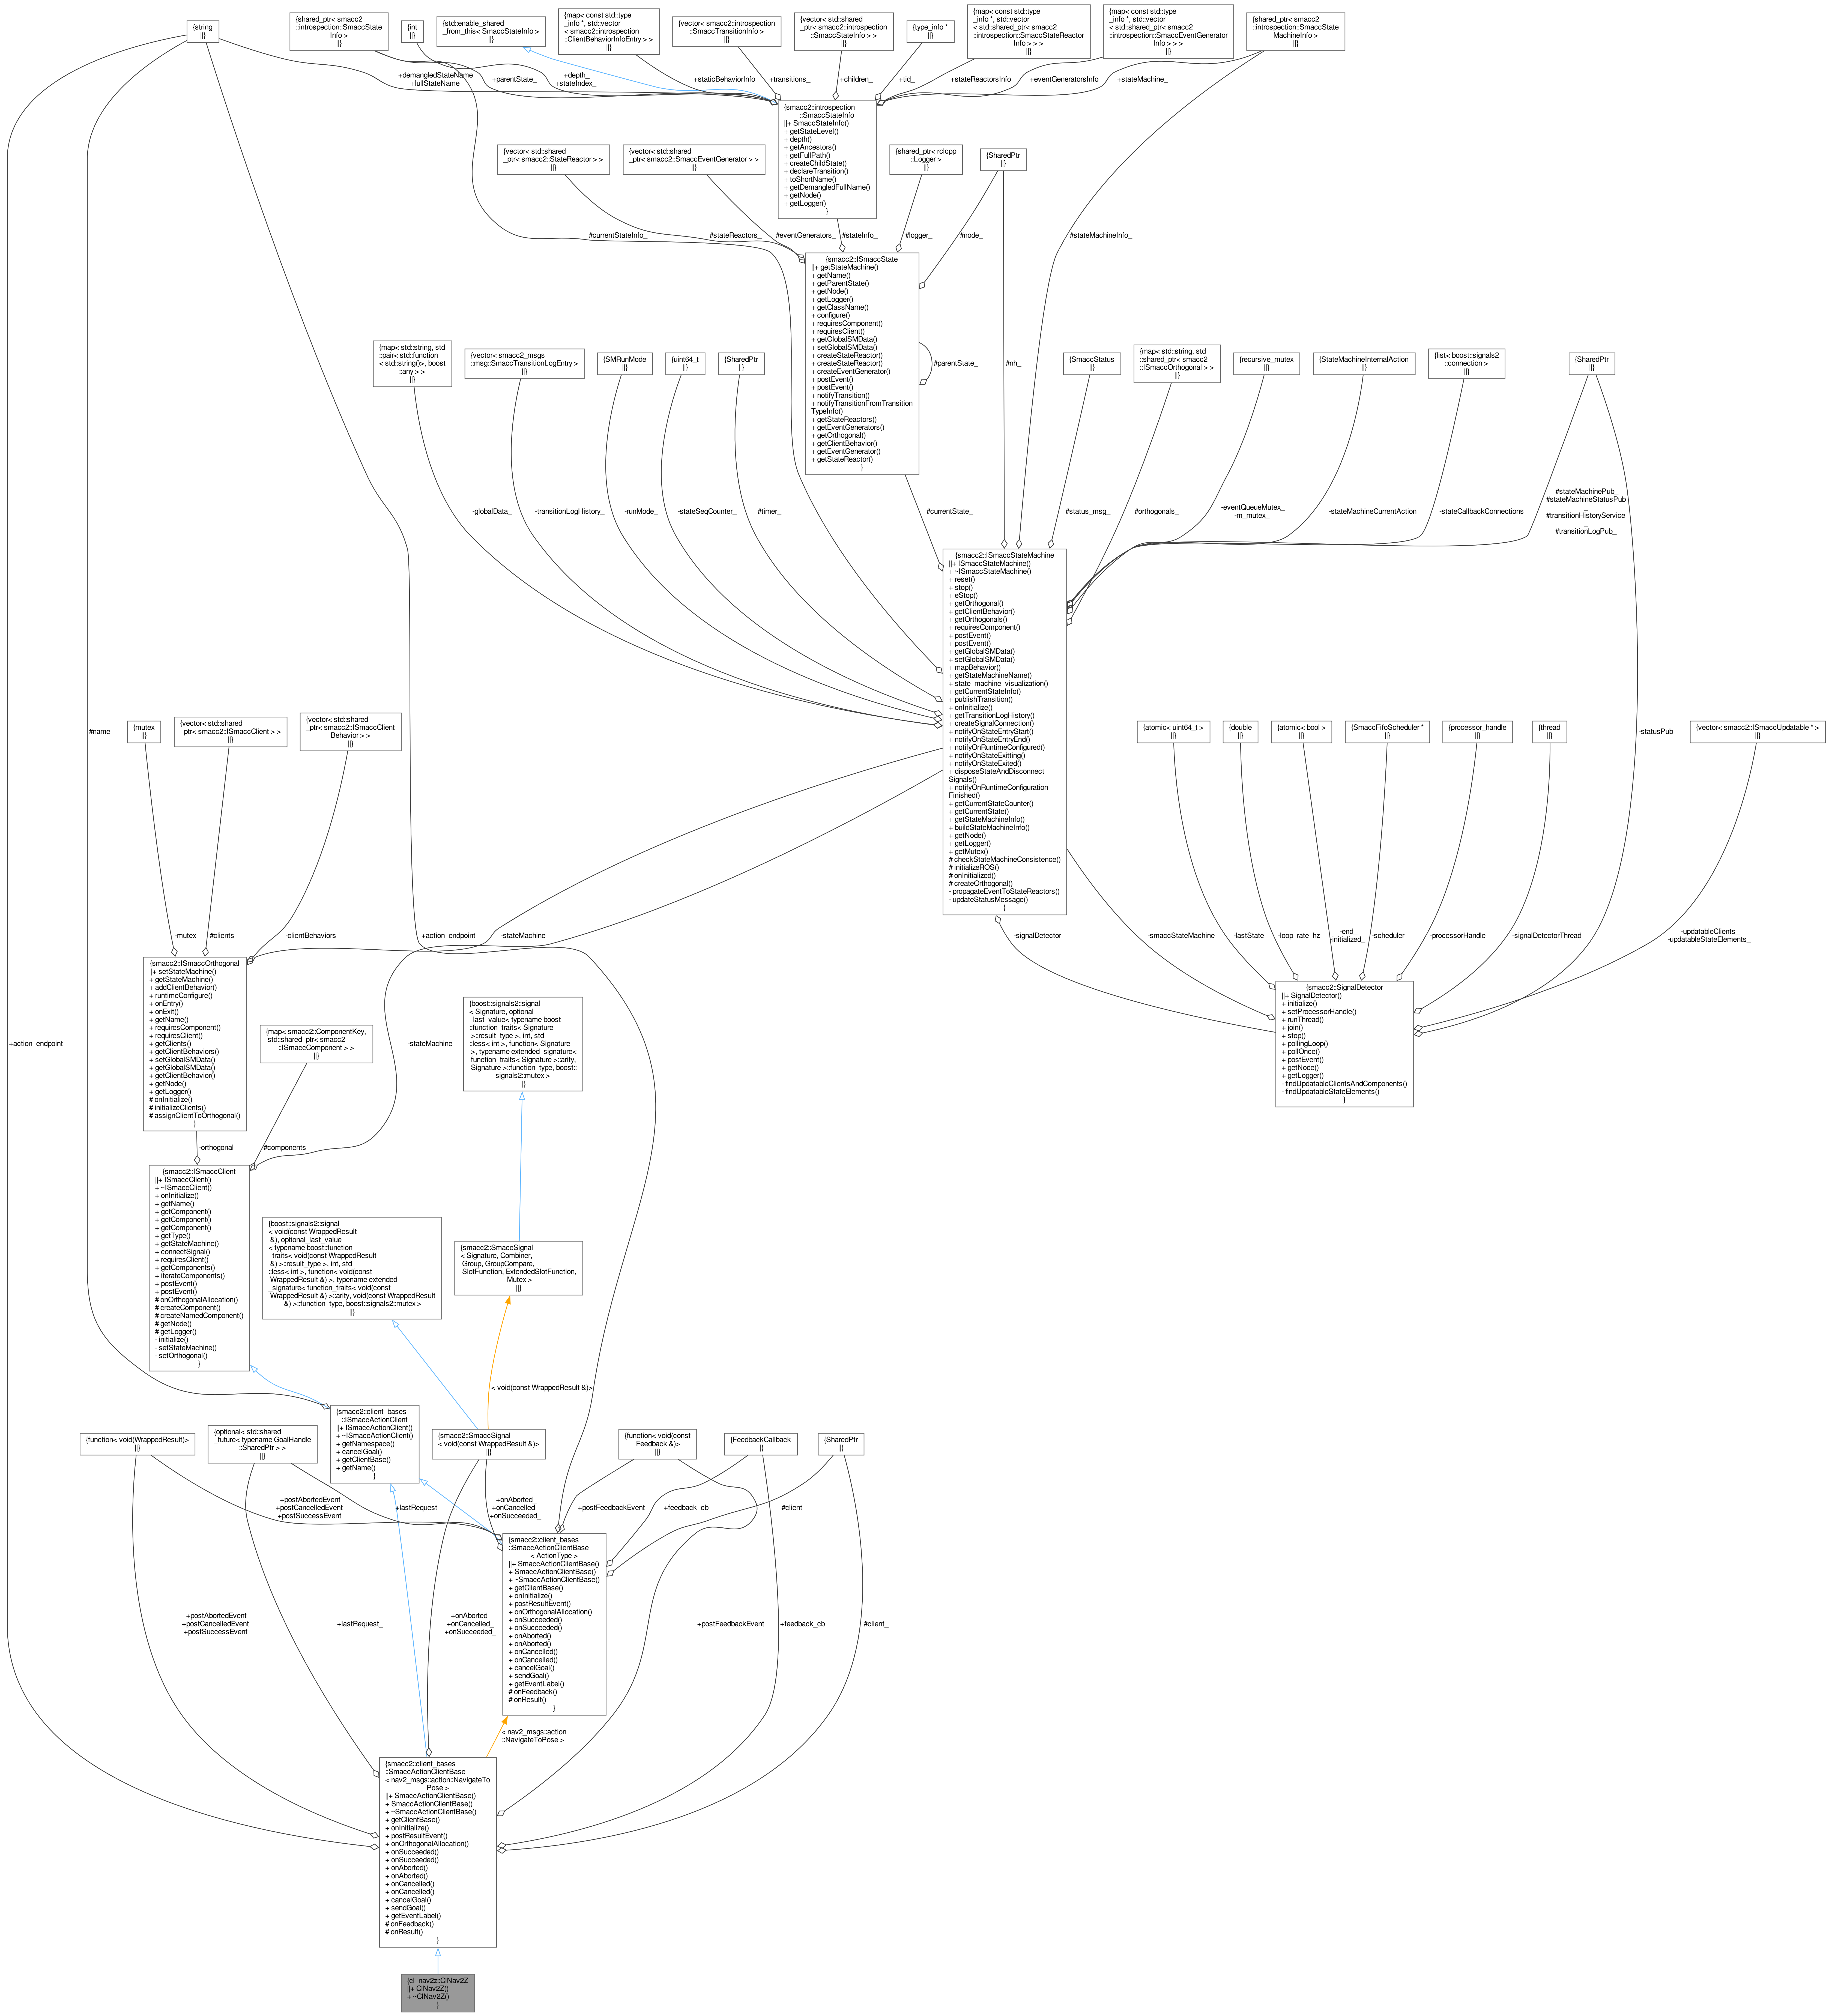 {string
||}
{shared_ptr< smacc2
::introspection::SmaccState
Info >
||}
{int
||}
{std::enable_shared
_from_this< SmaccStateInfo >
||}
{map< const std::type
_info *, std::vector
< smacc2::introspection
::ClientBehaviorInfoEntry > >
||}
{vector< smacc2::introspection
::SmaccTransitionInfo >
||}
{vector< std::shared
_ptr< smacc2::introspection
::SmaccStateInfo > >
||}
{type_info *
||}
{map< const std::type
_info *, std::vector
< std::shared_ptr< smacc2
::introspection::SmaccStateReactor
Info > > >
||}
{map< const std::type
_info *, std::vector
< std::shared_ptr< smacc2
::introspection::SmaccEventGenerator
Info > > >
||}
{shared_ptr< smacc2
::introspection::SmaccState
MachineInfo >
||}
+demangledStateName
+fullStateName
+parentState_
+depth_
+stateIndex_
+staticBehaviorInfo
+transitions_
+children_
+tid_
+stateReactorsInfo
+eventGeneratorsInfo
+stateMachine_
{smacc2::introspection
::SmaccStateInfo
||+ SmaccStateInfo()
+ getStateLevel()
+ depth()
+ getAncestors()
+ getFullPath()
+ createChildState()
+ declareTransition()
+ toShortName()
+ getDemangledFullName()
+ getNode()
+ getLogger()
}
{vector< std::shared
_ptr< smacc2::StateReactor > >
||}
{vector< std::shared
_ptr< smacc2::SmaccEventGenerator > >
||}
{shared_ptr< rclcpp
::Logger >
||}
{SharedPtr
||}
#currentStateInfo_
#stateReactors_
#eventGenerators_
#stateInfo_
#logger_
#node_
#stateMachineInfo_
{smacc2::ISmaccState
||+ getStateMachine()
+ getName()
+ getParentState()
+ getNode()
+ getLogger()
+ getClassName()
+ configure()
+ requiresComponent()
+ requiresClient()
+ getGlobalSMData()
+ setGlobalSMData()
+ createStateReactor()
+ createStateReactor()
+ createEventGenerator()
+ postEvent()
+ postEvent()
+ notifyTransition()
+ notifyTransitionFromTransition
TypeInfo()
+ getStateReactors()
+ getEventGenerators()
+ getOrthogonal()
+ getClientBehavior()
+ getEventGenerator()
+ getStateReactor()
}
#parentState_
#nh_
{map< std::string, std
::pair< std::function
< std::string()>, boost
::any > >
||}
{vector< smacc2_msgs
::msg::SmaccTransitionLogEntry >
||}
{SMRunMode
||}
{uint64_t
||}
{SharedPtr
||}
{SmaccStatus
||}
{map< std::string, std
::shared_ptr< smacc2
::ISmaccOrthogonal > >
||}
{recursive_mutex
||}
{StateMachineInternalAction
||}
{list< boost::signals2
::connection >
||}
{SharedPtr
||}
-globalData_
-transitionLogHistory_
-runMode_
-stateSeqCounter_
#timer_
#currentState_
#status_msg_
#orthogonals_
-eventQueueMutex_
-m_mutex_
-stateMachineCurrentAction
-stateCallbackConnections
#stateMachinePub_
#stateMachineStatusPub
_
#transitionHistoryService
_
#transitionLogPub_
{smacc2::ISmaccStateMachine
||+ ISmaccStateMachine()
+ ~ISmaccStateMachine()
+ reset()
+ stop()
+ eStop()
+ getOrthogonal()
+ getClientBehavior()
+ getOrthogonals()
+ requiresComponent()
+ postEvent()
+ postEvent()
+ getGlobalSMData()
+ setGlobalSMData()
+ mapBehavior()
+ getStateMachineName()
+ state_machine_visualization()
+ getCurrentStateInfo()
+ publishTransition()
+ onInitialize()
+ getTransitionLogHistory()
+ createSignalConnection()
+ notifyOnStateEntryStart()
+ notifyOnStateEntryEnd()
+ notifyOnRuntimeConfigured()
+ notifyOnStateExitting()
+ notifyOnStateExited()
+ disposeStateAndDisconnect
Signals()
+ notifyOnRuntimeConfiguration
Finished()
+ getCurrentStateCounter()
+ getCurrentState()
+ getStateMachineInfo()
+ buildStateMachineInfo()
+ getNode()
+ getLogger()
+ getMutex()
# checkStateMachineConsistence()
# initializeROS()
# onInitialized()
# createOrthogonal()
- propagateEventToStateReactors()
- updateStatusMessage()
}
#name_
{mutex
||}
{vector< std::shared
_ptr< smacc2::ISmaccClient > >
||}
{vector< std::shared
_ptr< smacc2::ISmaccClient
Behavior > >
||}
{atomic< uint64_t >
||}
{double
||}
{atomic< bool >
||}
{SmaccFifoScheduler *
||}
{processor_handle
||}
{thread
||}
-statusPub_
{vector< smacc2::ISmaccUpdatable * >
||}
-mutex_
#clients_
-clientBehaviors_
+action_endpoint_
-stateMachine_
-signalDetector_
-smaccStateMachine_
-lastState_
-loop_rate_hz
-end_
-initialized_
-scheduler_
-processorHandle_
-signalDetectorThread_
-updatableClients_
-updatableStateElements_
{smacc2::ISmaccOrthogonal
||+ setStateMachine()
+ getStateMachine()
+ addClientBehavior()
+ runtimeConfigure()
+ onEntry()
+ onExit()
+ getName()
+ requiresComponent()
+ requiresClient()
+ getClients()
+ getClientBehaviors()
+ setGlobalSMData()
+ getGlobalSMData()
+ getClientBehavior()
+ getNode()
+ getLogger()
# onInitialize()
# initializeClients()
# assignClientToOrthogonal()
}
{smacc2::SignalDetector
||+ SignalDetector()
+ initialize()
+ setProcessorHandle()
+ runThread()
+ join()
+ stop()
+ pollingLoop()
+ pollOnce()
+ postEvent()
+ getNode()
+ getLogger()
- findUpdatableClientsAndComponents()
- findUpdatableStateElements()
}
+action_endpoint_
{map< smacc2::ComponentKey,
std::shared_ptr< smacc2
::ISmaccComponent > >
||}
-stateMachine_
{boost::signals2::signal
< Signature, optional
_last_value< typename boost
::function_traits< Signature
>::result_type >, int, std
::less< int >, function< Signature
>, typename extended_signature<
function_traits< Signature >::arity,
Signature >::function_type, boost::
signals2::mutex >
||}
-orthogonal_
#components_
{smacc2::ISmaccClient
||+ ISmaccClient()
+ ~ISmaccClient()
+ onInitialize()
+ getName()
+ getComponent()
+ getComponent()
+ getComponent()
+ getType()
+ getStateMachine()
+ connectSignal()
+ requiresClient()
+ getComponents()
+ iterateComponents()
+ postEvent()
+ postEvent()
# onOrthogonalAllocation()
# createComponent()
# createNamedComponent()
# getNode()
# getLogger()
- initialize()
- setStateMachine()
- setOrthogonal()
}
{boost::signals2::signal
< void(const WrappedResult
&), optional_last_value
< typename boost::function
_traits< void(const WrappedResult
&) >::result_type >, int, std
::less< int >, function< void(const
WrappedResult &) >, typename extended
_signature< function_traits< void(const
WrappedResult &) >::arity, void(const WrappedResult
&) >::function_type, boost::signals2::mutex >
||}
{smacc2::SmaccSignal
< Signature, Combiner,
Group, GroupCompare,
SlotFunction, ExtendedSlotFunction,
Mutex >
||}
< void(const WrappedResult &)>
{function< void(WrappedResult)>
||}
{optional< std::shared
_future< typename GoalHandle
::SharedPtr > >
||}
{smacc2::client_bases
::ISmaccActionClient
||+ ISmaccActionClient()
+ ~ISmaccActionClient()
+ getNamespace()
+ cancelGoal()
+ getClientBase()
+ getName()
}
{smacc2::SmaccSignal
< void(const WrappedResult &)>
||}
{function< void(const
Feedback &)>
||}
{FeedbackCallback
||}
{SharedPtr
||}
+postAbortedEvent
+postCancelledEvent
+postSuccessEvent
+lastRequest_
+onAborted_
+onCancelled_
+onSucceeded_
+postFeedbackEvent
+feedback_cb
#client_
{smacc2::client_bases
::SmaccActionClientBase
< ActionType >
||+ SmaccActionClientBase()
+ SmaccActionClientBase()
+ ~SmaccActionClientBase()
+ getClientBase()
+ onInitialize()
+ postResultEvent()
+ onOrthogonalAllocation()
+ onSucceeded()
+ onSucceeded()
+ onAborted()
+ onAborted()
+ onCancelled()
+ onCancelled()
+ cancelGoal()
+ sendGoal()
+ getEventLabel()
# onFeedback()
# onResult()
}
+postAbortedEvent
+postCancelledEvent
+postSuccessEvent
+lastRequest_
+onAborted_
+onCancelled_
+onSucceeded_
+postFeedbackEvent
+feedback_cb
#client_
< nav2_msgs::action
::NavigateToPose >
{smacc2::client_bases
::SmaccActionClientBase
< nav2_msgs::action::NavigateTo
Pose >
||+ SmaccActionClientBase()
+ SmaccActionClientBase()
+ ~SmaccActionClientBase()
+ getClientBase()
+ onInitialize()
+ postResultEvent()
+ onOrthogonalAllocation()
+ onSucceeded()
+ onSucceeded()
+ onAborted()
+ onAborted()
+ onCancelled()
+ onCancelled()
+ cancelGoal()
+ sendGoal()
+ getEventLabel()
# onFeedback()
# onResult()
}
{cl_nav2z::ClNav2Z
||+ ClNav2Z()
+ ~ClNav2Z()
}